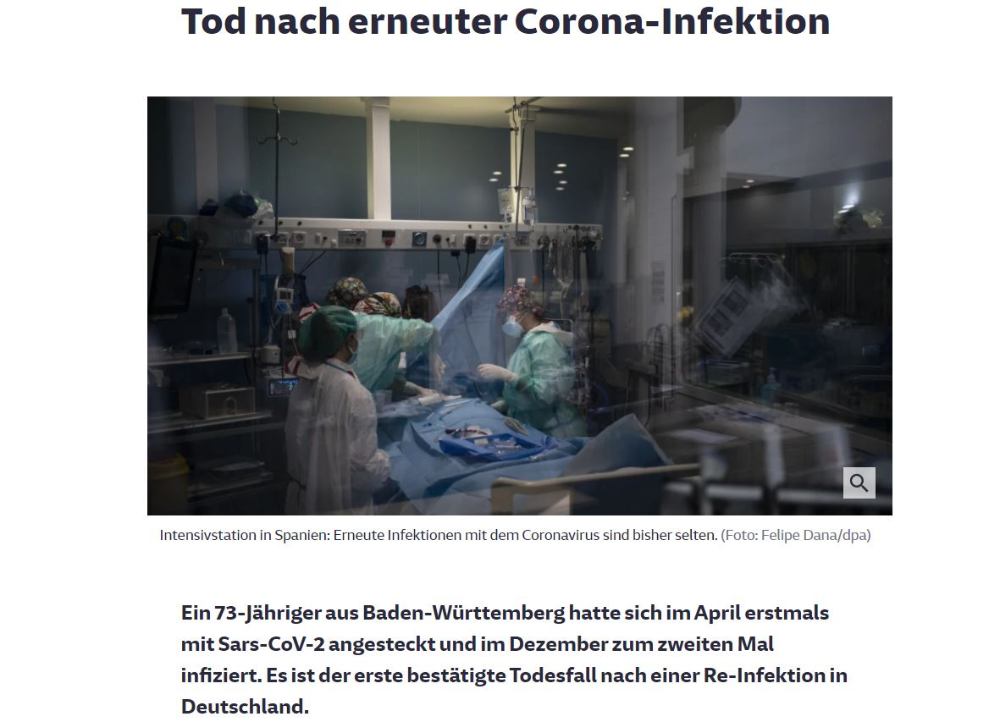 Tod nach erneuter Corona-Infektion
Intensivstation in Spanien: Erneute Infektionen mit dem Coronavirus sind bisher selten. (Foto: Felipe Dana/dpa)
Ein 73-Jähriger aus Baden-Württemberg hatte sich im April erstmals
mit Sars-CoV-2 angesteckt und im Dezember zum zweiten Mal
infiziert. Es ist der erste bestätigte Todesfall nach einer Re-Infektion in
Deutschland.